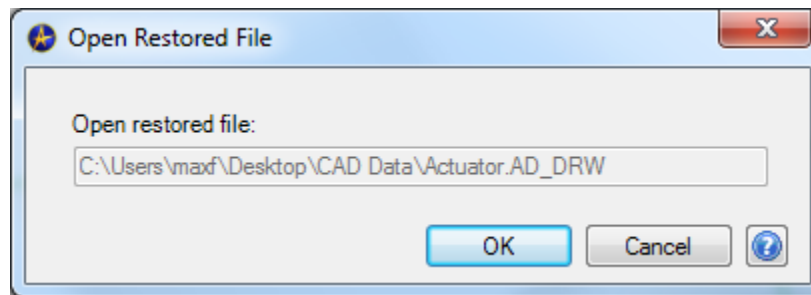 Open Restored File
Open restored file:
C:\Users\maxf\Desktop\CAD Data\Actuator.AD_DRW
OK
Cancel
?